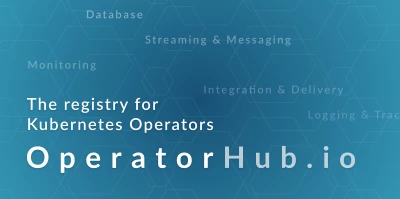 Database
Streaming & Messaging
Monitoring
Integration & Delivery
The registry for
Logging & Trac
Kubernetes Operators
OperatorHub.io